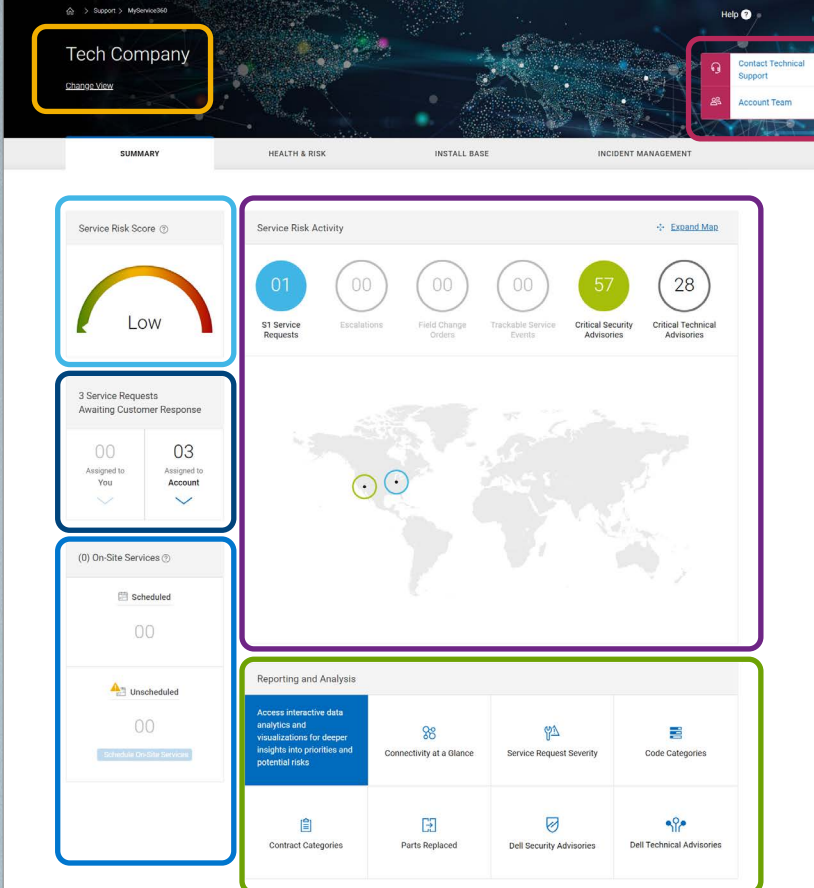 > Support > MyService360
Help ?
Tech Company
Change View
Contact Technical
Support
Account Team
SUMMARY
HEALTH & RISK
INSTALL BASE
INCIDENT MANAGEMENT
Service Risk Score ?
Low
Service Risk Activity
Expand Map
01
00
00
00
57
28
S1 Service
Requests
Escalations
Field Change
Orders
Trackable Service
Events
Critical Security
Advisories
Critical Technical
Advisories
3 Service Requests
Awaiting Customer Response
00
Assigned to
You
03
Assigned to
Account
(0) On-Site Services ?
Scheduled
00
Unscheduled
00
Schedule On-Site Services
Reporting and Analysis
Access interactive data
analytics and
visualizations for deeper
insights into priorities and
potential risks
Connectivity at a Glance
Service Request Severity
Code Categories
Contract Categories
Parts Replaced
Dell Security Advisories
Dell Technical Advisories